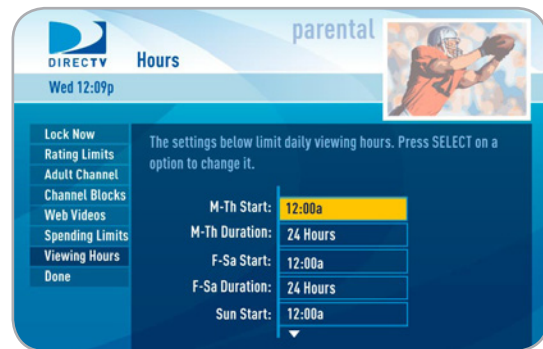 parental
DIRECTV
Hours
Wed 12:09p
Lock Now
Rating Limits
Adult Channel
Channel Blocks
Web Videos
Spending Limits
Viewing Hours
Done
The settings below limit daily viewing hours. Press SELECT on a
option to change it.
M-Th Start: 12:00a
M-Th Duration: 24 Hours
F-Sa Start: 12:00a
F-Sa Duration: 24 Hours
Sun Start: 12:00a